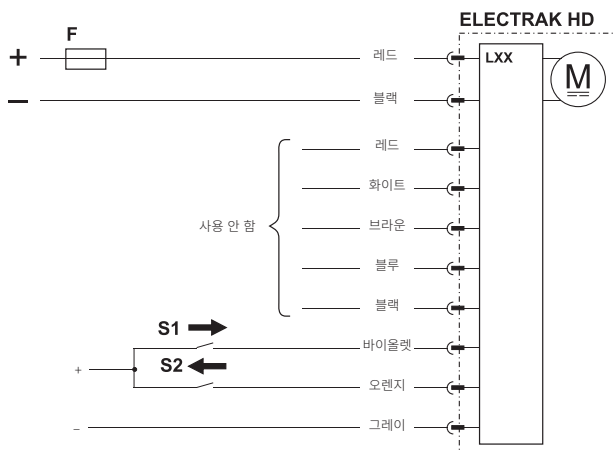 ELECTRAK HD
F
+ 레드 LXX M
− 블랙
레드
화이트
사용 안 함 브라운
블루
블랙
S1 바이올렛
S2
+ 오렌지
− 그레이